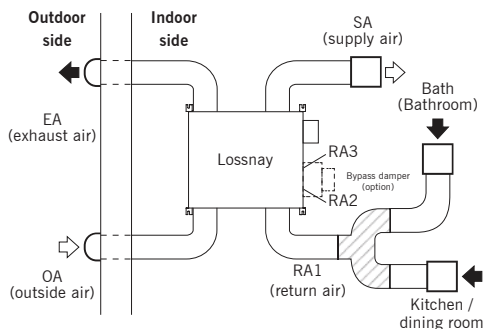 Outdoor
side
Indoor
side
SA
(supply air)
EA
(exhaust air)
Bath
(Bathroom)
Lossnay
RA3
Bypass damper
(option)
RA2
OA
(outside air)
RA1
(return air)
Kitchen /
dining room